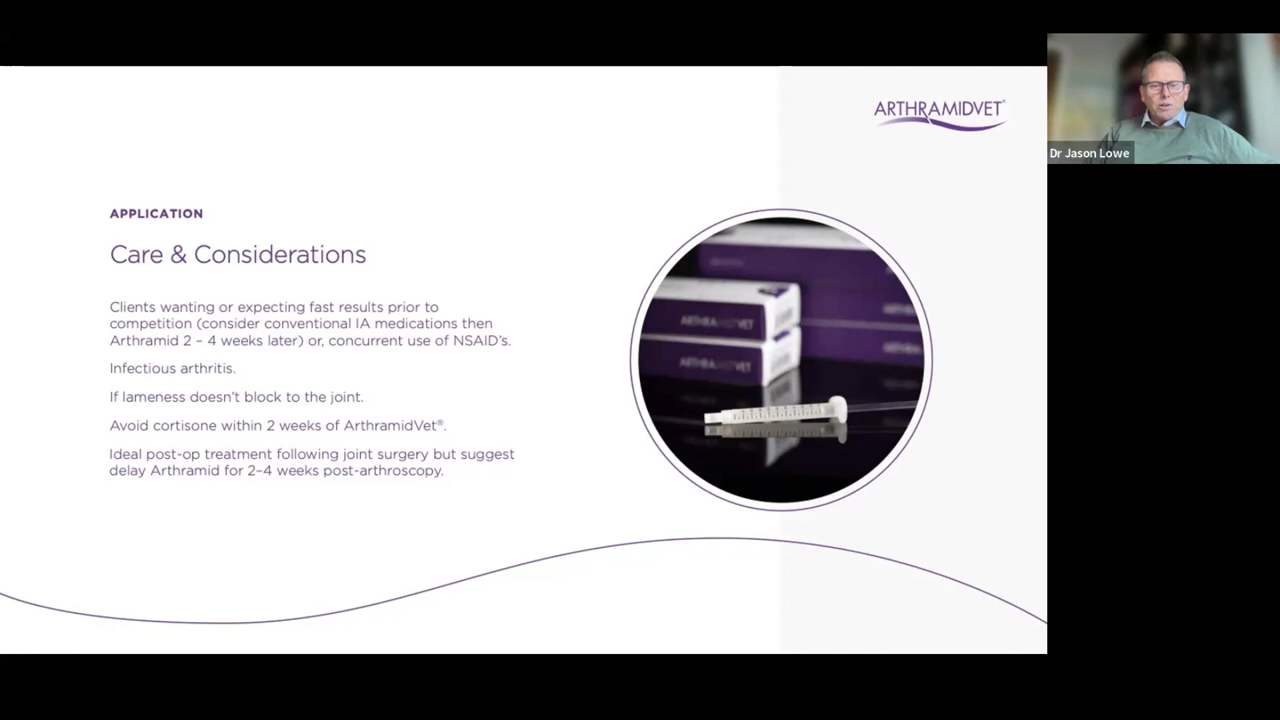 ARTHRAMIDVET®
Dr Jason Lowe
APPLICATION
Care & Considerations
Clients wanting or expecting fast results prior to
competition (consider conventional IA medications then
Arthramid 2 – 4 weeks later) or, concurrent use of NSAID's.
Infectious arthritis.
If lameness doesn't block to the joint.
Avoid cortisone within 2 weeks of ArthramidVet®.
Ideal post-op treatment following joint surgery but suggest
delay Arthramid for 2–4 weeks post-arthroscopy.
ARTHRAMIDVET
ARTHRAMIDVET